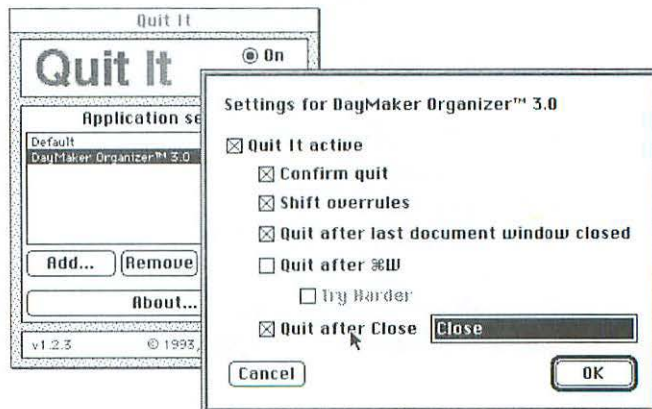 Quit It
Quit It
On
Application se
Default
DayMaker Organizer™ 3.0
Add...
Remove
About...
v1.2.3 © 1993,
Settings for DayMaker Organizer™ 3.0
Quit It active
Confirm quit
Shift overrules
Quit after last document window closed
Quit after ⌘W
Try Harder
Quit after Close Close
Cancel
OK